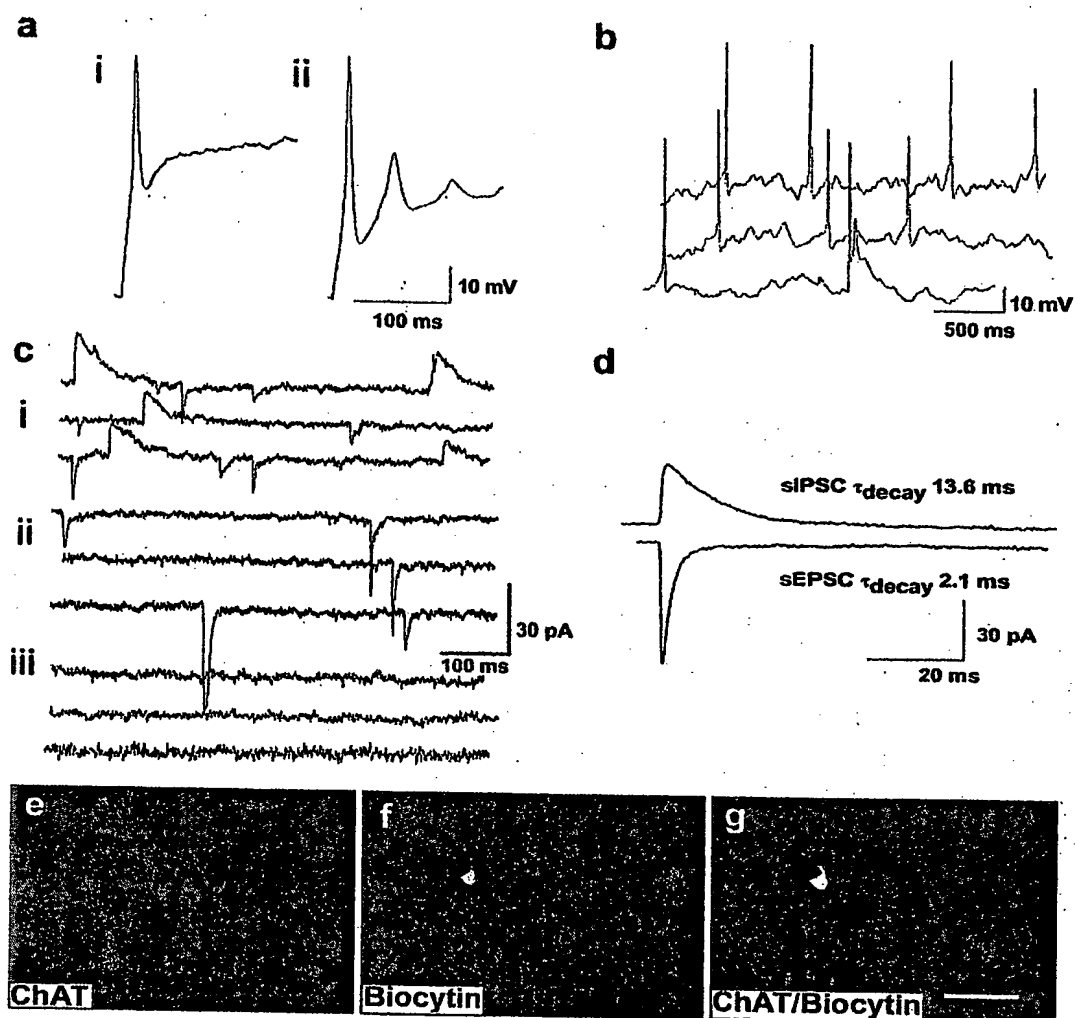 a
i
ii
10 mV
100 ms
b
10 mV
500 ms
c
i
ii
iii
30 pA
100 ms
d
sIPSC τdecay 13.6 ms
sEPSC τdecay 2.1 ms
30 pA
20 ms
e
ChAT
f
Biocytin
g
ChAT/Biocytin